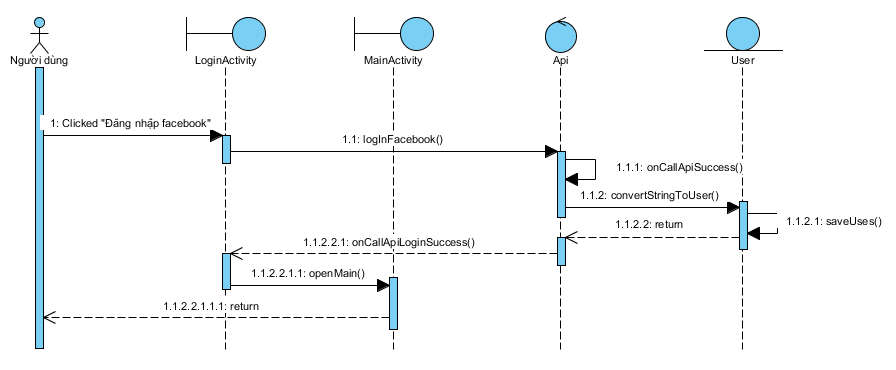 Người dùng
LoginActivity
MainActivity
Api
User
1: Clicked "Đăng nhập facebook"
1.1: logInFacebook()
1.1.1: onCallApiSuccess()
1.1.2: convertStringToUser()
1.1.2.1: saveUses()
1.1.2.2: return
1.1.2.2.1: onCallApiLoginSuccess()
1.1.2.2.1.1: openMain()
1.1.2.2.1.1.1: return